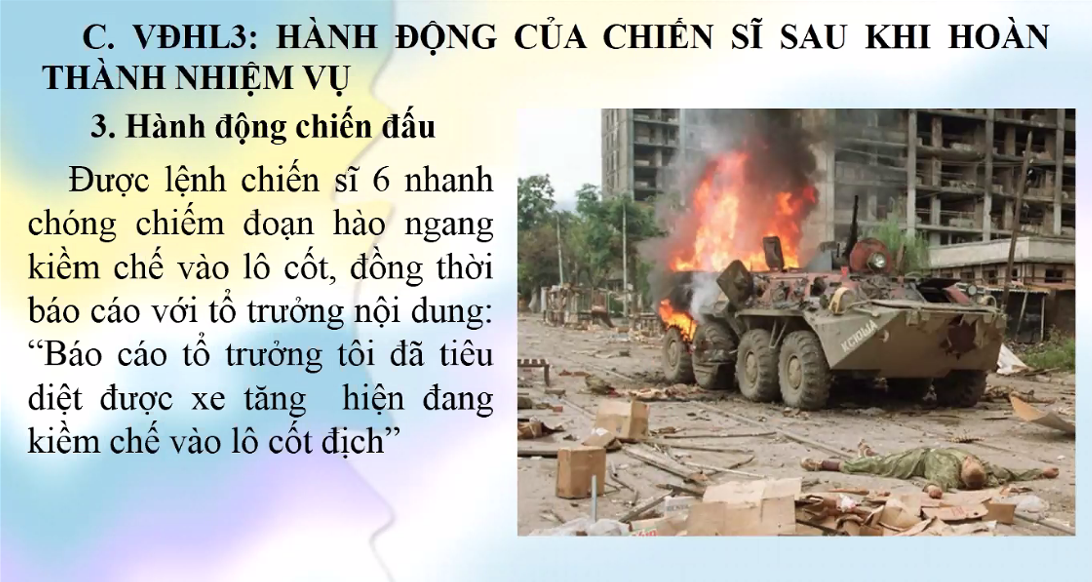 C. VĐHL3: HÀNH ĐỘNG CỦA CHIẾN SĨ SAU KHI HOÀN
THÀNH NHIỆM VỤ
3. Hành động chiến đấu
Được lệnh chiến sĩ 6 nhanh
chóng chiếm đoạn hào ngang
kiềm chế vào lô cốt, đồng thời
báo cáo với tổ trưởng nội dung:
“Báo cáo tổ trưởng tôi đã tiêu
diệt được xe tăng hiện đang
kiềm chế vào lô cốt địch”